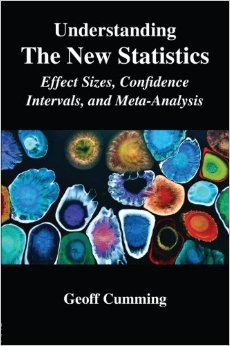 Understanding
The New Statistics
Effect Sizes, Confidence
Intervals, and Meta-Analysis
Geoff Cumming